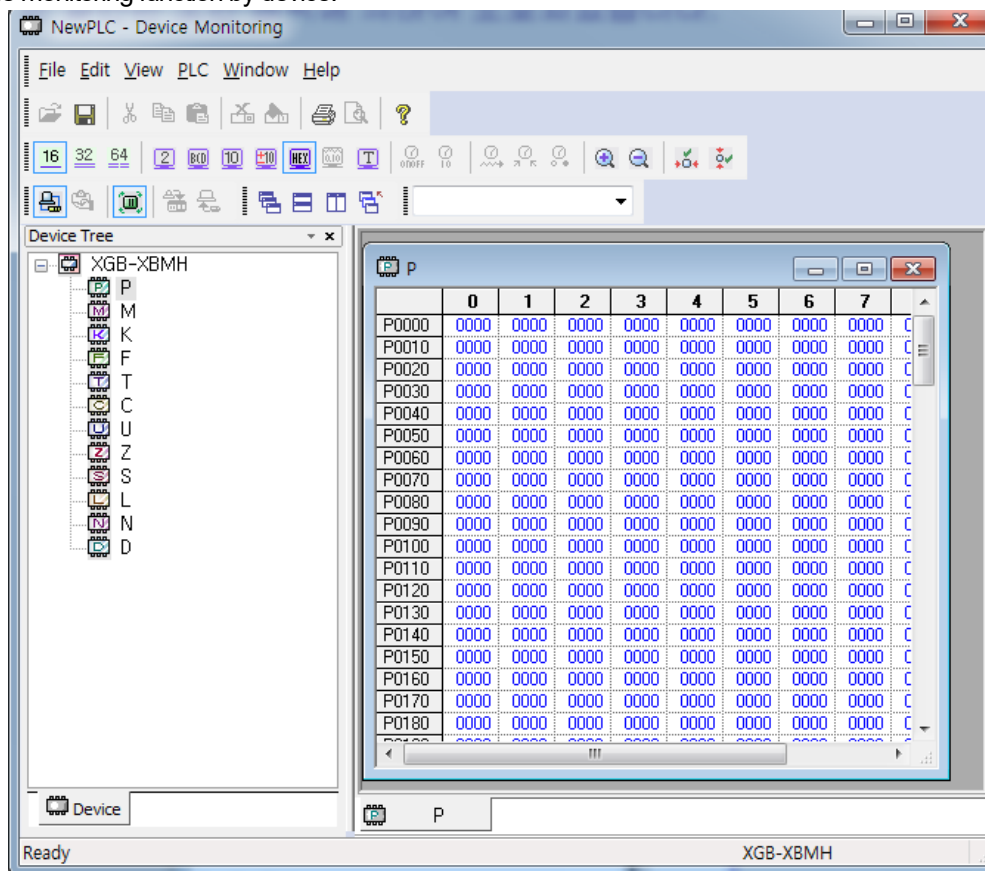 monitoring function by device.
NewPLC - Device Monitoring
File Edit View PLC Window Help
16 32 64 2 BCD 10 ±10 HEX T
Device Tree
XGB-XBMH
P
M
K
F
T
C
U
Z
S
L
N
D
Device
P
0 1 2 3 4 5 6 7
P0000 0000 0000 0000 0000 0000 0000 0000 0000
P0010 0000 0000 0000 0000 0000 0000 0000 0000
P0020 0000 0000 0000 0000 0000 0000 0000 0000
P0030 0000 0000 0000 0000 0000 0000 0000 0000
P0040 0000 0000 0000 0000 0000 0000 0000 0000
P0050 0000 0000 0000 0000 0000 0000 0000 0000
P0060 0000 0000 0000 0000 0000 0000 0000 0000
P0070 0000 0000 0000 0000 0000 0000 0000 0000
P0080 0000 0000 0000 0000 0000 0000 0000 0000
P0090 0000 0000 0000 0000 0000 0000 0000 0000
P0100 0000 0000 0000 0000 0000 0000 0000 0000
P0110 0000 0000 0000 0000 0000 0000 0000 0000
P0120 0000 0000 0000 0000 0000 0000 0000 0000
P0130 0000 0000 0000 0000 0000 0000 0000 0000
P0140 0000 0000 0000 0000 0000 0000 0000 0000
P0150 0000 0000 0000 0000 0000 0000 0000 0000
P0160 0000 0000 0000 0000 0000 0000 0000 0000
P0170 0000 0000 0000 0000 0000 0000 0000 0000
P0180 0000 0000 0000 0000 0000 0000 0000 0000
P
Ready
XGB-XBMH